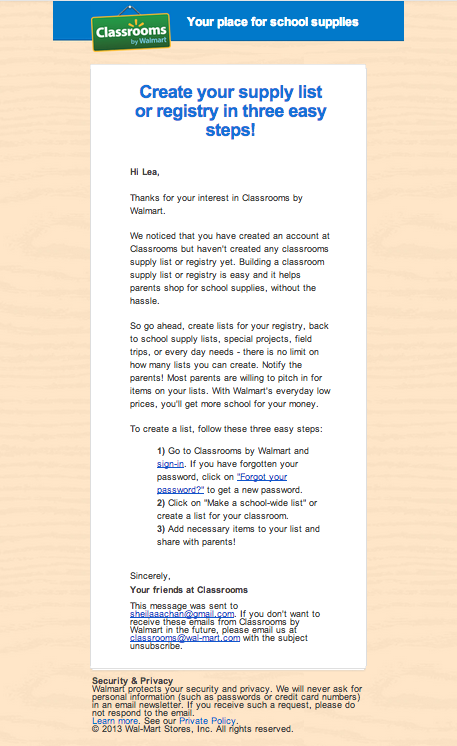 Classrooms
by Walmart
Your place for school supplies
Create your supply list
or registry in three easy
steps!
Hi Lea,
Thanks for your interest in Classrooms by
Walmart.
We noticed that you have created an account at
Classrooms but haven't created any classrooms
supply list or registry yet. Building a classroom
supply list or registry is easy and it helps
parents shop for school supplies, without the
hassle.
So go ahead, create lists for your registry, back
to school supply lists, special projects, field
trips, or every day needs - there is no limit on
how many lists you can create. Notify the
parents! Most parents are willing to pitch in for
items on your lists. With Walmart's everyday low
prices, you'll get more school for your money.
To create a list, follow these three easy steps:
1) Go to Classrooms by Walmart and
sign-in. If you have forgotten your
password, click on "Forgot your
password?" to get a new password.
2) Click on "Make a school-wide list" or
create a list for your classroom.
3) Add necessary items to your list and
share with parents!
Sincerely,
Your friends at Classrooms
This message was sent to
sheilaaachan@gmail.com. If you don't want to
receive these emails from Classrooms by
Walmart in the future, please email us at
classrooms@wal-mart.com with the subject
unsubscribe.
Security & Privacy
Walmart protects your security and privacy. We will never ask for
personal information (such as passwords or credit card numbers)
in an email newsletter. If you receive such a request, please do
not respond to the email.
Learn more. See our Private Policy.
© 2013 Wal-Mart Stores, Inc. All rights reserved.